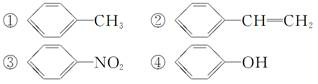 ① —CH₃ ② —CH═CH₂
③ —NO₂ ④ —OH